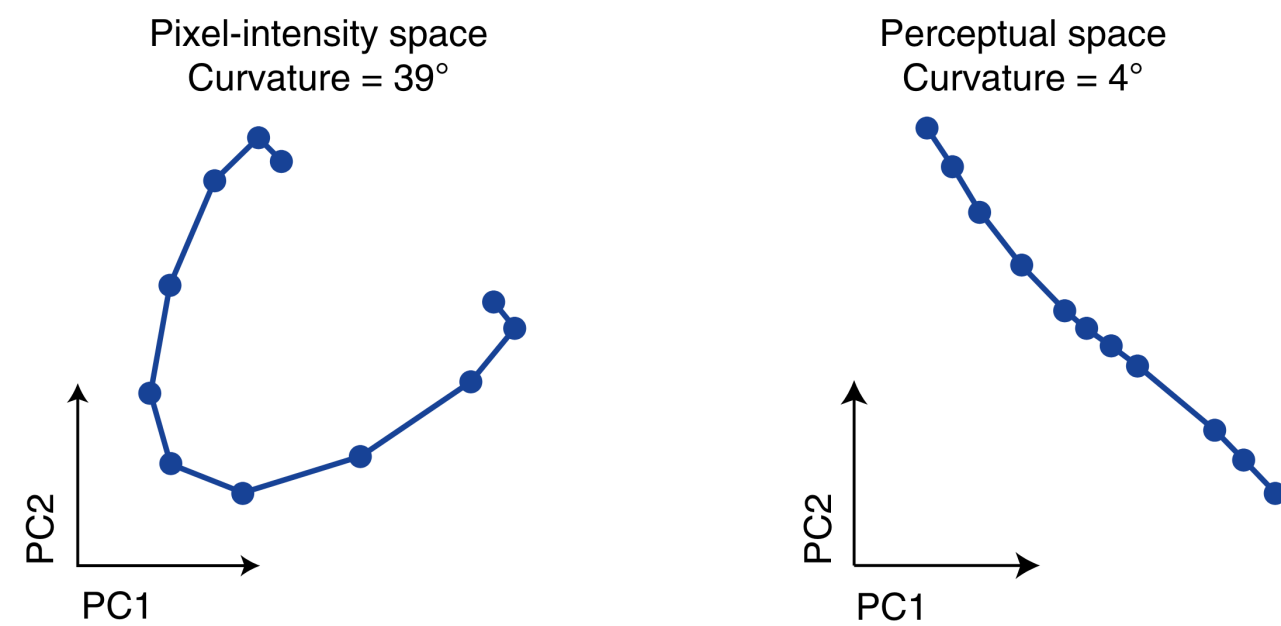 Pixel-intensity space
Curvature = 39°
PC2
PC1
Perceptual space
Curvature = 4°
PC2
PC1